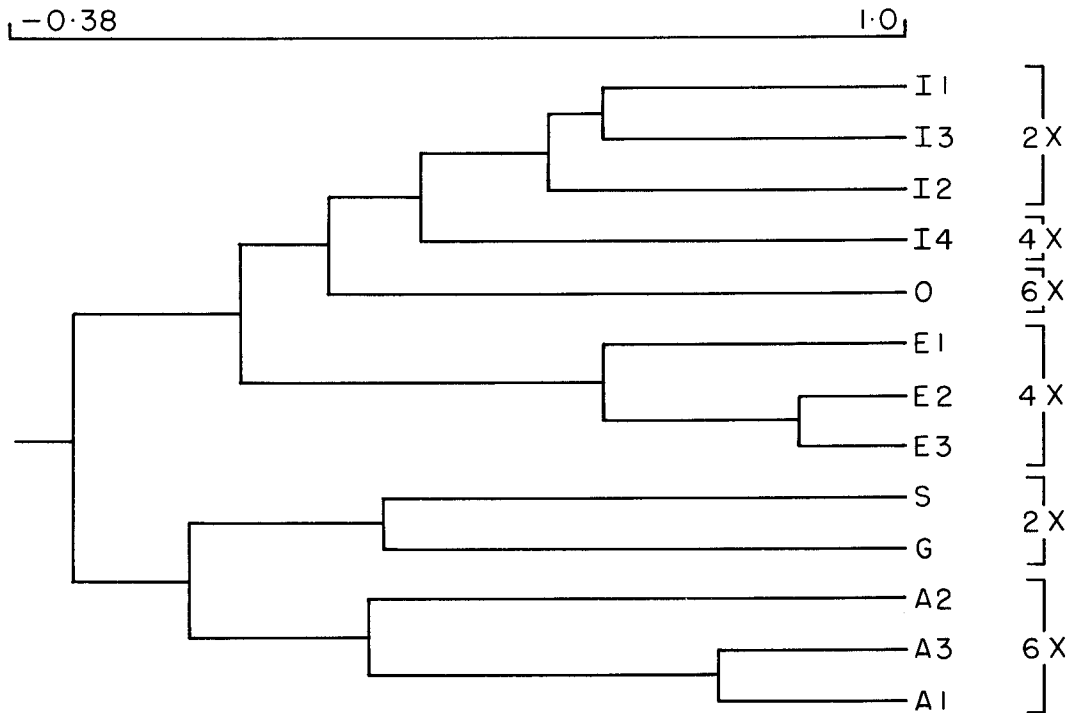 -0·38 1·0
I1
I3 2X
I2
I4 4X
O 6X
E1
E2 4X
E3
S
2X
G
A2
A3 6X
A1